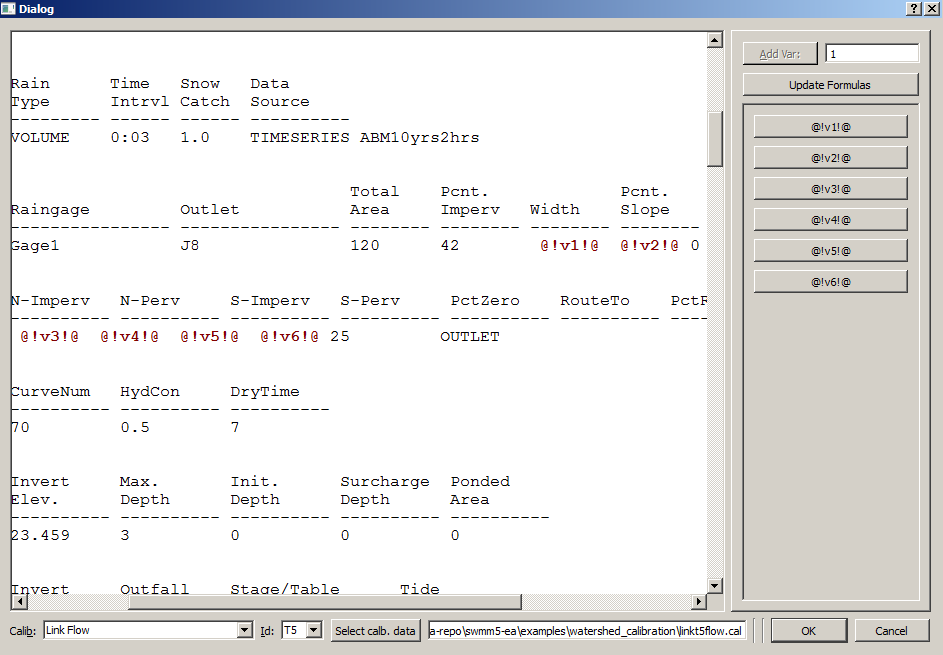 Dialog
Rain Time Snow Data
Type Intrvl Catch Source
--------- ------ ------ ----------
VOLUME 0:03 1.0 TIMESERIES ABM10yrs2hrs
Total Pcnt. Pcnt.
Raingage Outlet Area Imperv Width Slope
---------------- ---------------- -------- -------- -------- --------
Gage1 J8 120 42 @!v1!@ @!v2!@ 0
N-Imperv N-Perv S-Imperv S-Perv PctZero RouteTo PctR
---------- ---------- ---------- ---------- ---------- ---------- ----
@!v3!@ @!v4!@ @!v5!@ @!v6!@ 25 OUTLET
CurveNum HydCon DryTime
---------- ---------- ----------
70 0.5 7
Invert Max. Init. Surcharge Ponded
Elev. Depth Depth Depth Area
---------- ---------- ---------- ---------- ----------
23.459 3 0 0 0
Invert Outfall Stage/Table Tide
Add Var: 1
Update Formulas
@!v1!@
@!v2!@
@!v3!@
@!v4!@
@!v5!@
@!v6!@
Calib: Link Flow Id: T5 Select calb. data a-repo\swmm5-ea\examples\watershed_calibration\linkt5flow.cal OK Cancel